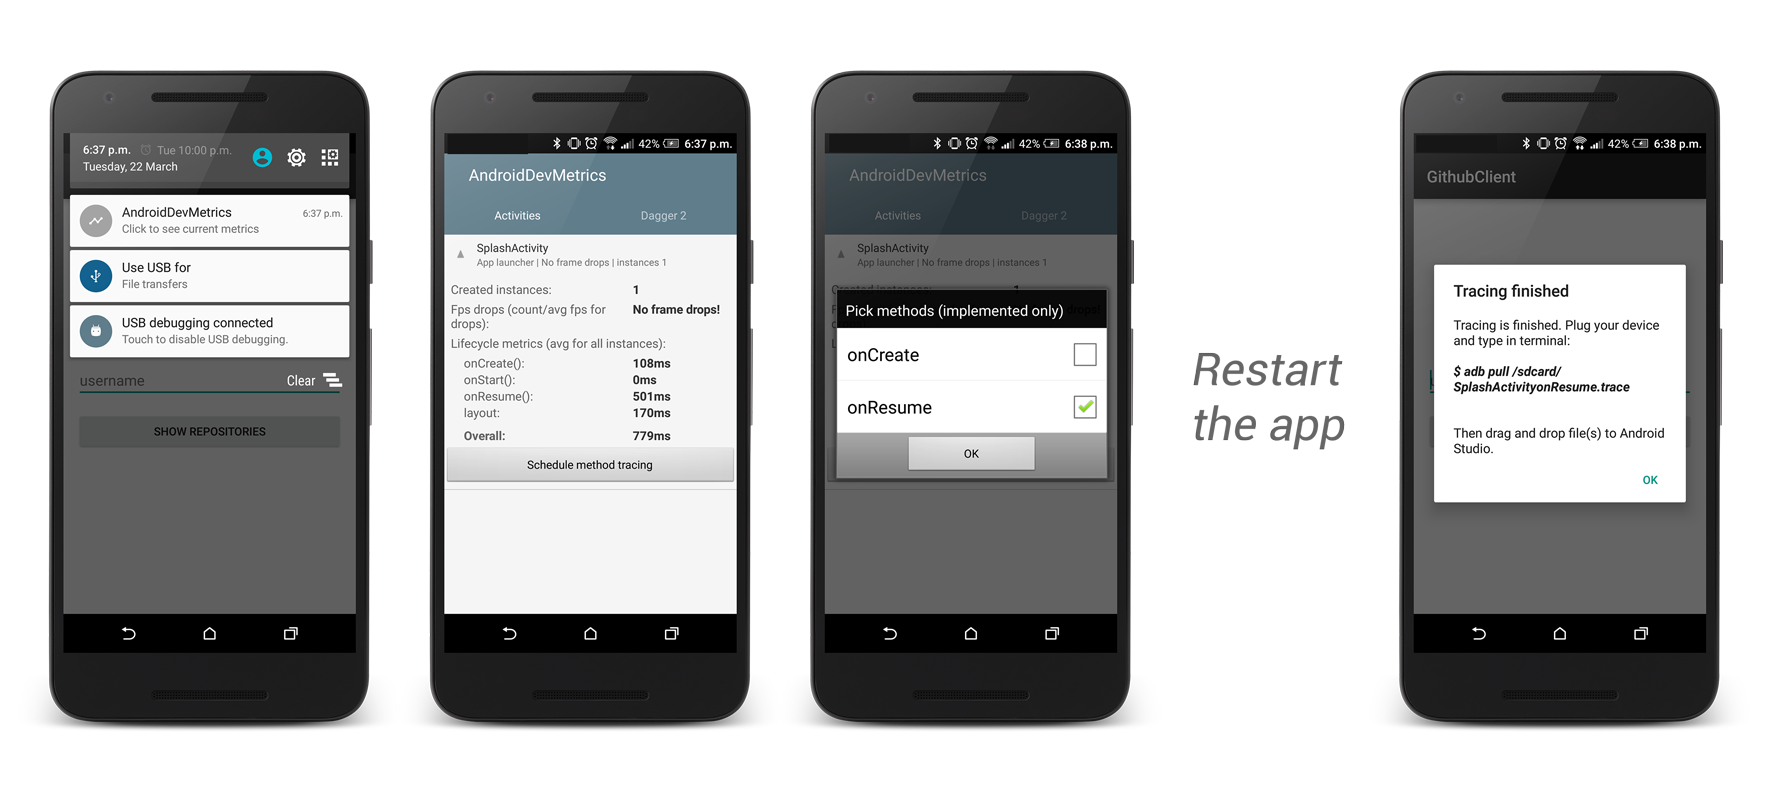 6:37 p.m. Tue 10:00 p.m.
Tuesday, 22 March
AndroidDevMetrics 6:37 p.m.
Click to see current metrics
Use USB for
File transfers
USB debugging connected
Touch to disable USB debugging.
username Clear
SHOW REPOSITORIES
42% 6:37 p.m.
AndroidDevMetrics
Activities Dagger 2
SplashActivity
App launcher | No frame drops | instances 1
Created instances: 1
Fps drops (count/avg fps for No frame drops!
drops):
Lifecycle metrics (avg for all instances):
onCreate(): 108ms
onStart(): 0ms
onResume(): 501ms
layout: 170ms
Overall: 779ms
Schedule method tracing
42% 6:38 p.m.
AndroidDevMetrics
Activities Dagger 2
SplashActivity
App launcher | No frame drops | instances 1
Created instances: 1
Pick methods (implemented only)
onCreate
onResume
OK
Restart
the app
42% 6:38 p.m.
GithubClient
Tracing finished
Tracing is finished. Plug your device
and type in terminal:
$ adb pull /sdcard/
SplashActivityonResume.trace
Then drag and drop file(s) to Android
Studio.
OK